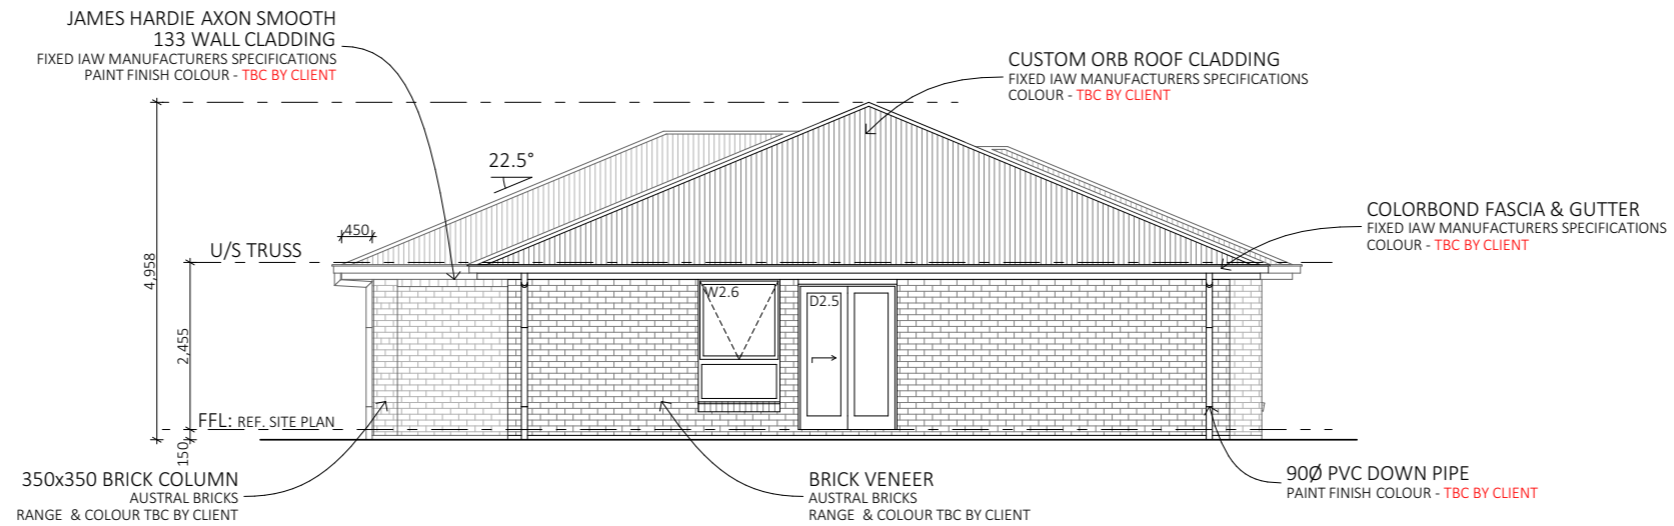 JAMES HARDIE AXON SMOOTH
133 WALL CLADDING
FIXED IAW MANUFACTURERS SPECIFICATIONS
PAINT FINISH COLOUR - TBC BY CLIENT
CUSTOM ORB ROOF CLADDING
FIXED IAW MANUFACTURERS SPECIFICATIONS
COLOUR - TBC BY CLIENT
22.5°
COLORBOND FASCIA & GUTTER
FIXED IAW MANUFACTURERS SPECIFICATIONS
COLOUR - TBC BY CLIENT
450
U/S TRUSS
4,958
W2.6
D2.5
2,455
FFL: REF. SITE PLAN
150
350x350 BRICK COLUMN
AUSTRAL BRICKS
RANGE & COLOUR TBC BY CLIENT
BRICK VENEER
AUSTRAL BRICKS
RANGE & COLOUR TBC BY CLIENT
90Ø PVC DOWN PIPE
PAINT FINISH COLOUR - TBC BY CLIENT